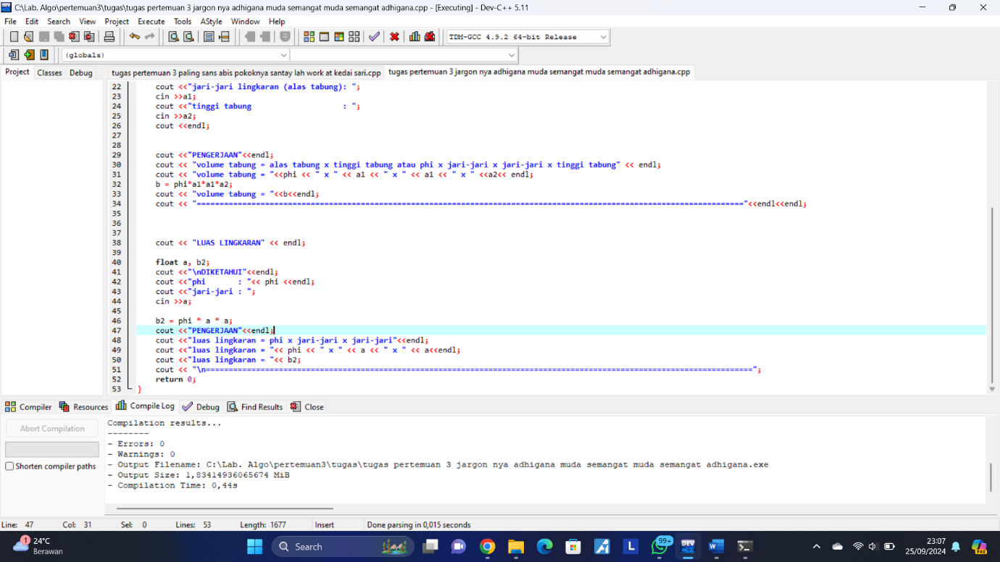 C:\Lab. Algo\pertemuan3\tugas\tugas pertemuan 3 jargon nya adhigana muda semangat muda semangat adhigana.cpp - [Executing] - Dev-C++ 5.11
File Edit Search View Project Execute Tools AStyle Window Help
TDM-GCC 4.9.2 64-bit Release
(globals)
Project Classes Debug
tugas pertemuan 3 paling sans abis pokoknya santay lah work at kedai sari.cpp tugas pertemuan 3 jargon nya adhigana muda semangat muda semangat adhigana.cpp
22 cout <<"jari-jari lingkaran (alas tabung): ";
23 cin >>a1;
24 cout <<"tinggi tabung                    : ";
25 cin >>a2;
26 cout <<endl;
27
28
29 cout <<"PENGERJAAN"<<endl;
30 cout << "volume tabung = alas tabung x tinggi tabung atau phi x jari-jari x jari-jari x tinggi tabung" << endl;
31 cout << "volume tabung = "<<phi << " x " << a1 << " x " << a1 << " x " <<a2<< endl;
32 b = phi*a1*a1*a2;
33 cout << "volume tabung = "<<b<<endl;
34 cout << "========================================================================================================================"<<endl<<endl;
35
36
37
38 cout << "LUAS LINGKARAN" << endl;
39
40 float a, b2;
41 cout <<"\nDIKETAHUI"<<endl;
42 cout <<"phi       : "<< phi <<endl;
43 cout <<"jari-jari : ";
44 cin >>a;
45
46 b2 = phi * a * a;
47 cout <<"PENGERJAAN"<<endl;
48 cout <<"luas lingkaran = phi x jari-jari x jari-jari"<<endl;
49 cout <<"luas lingkaran = "<< phi << " x " << a << " x " << a<<endl;
50 cout <<"luas lingkaran = "<< b2;
51 cout << "\n========================================================================================================================";
52 return 0;
53 }
Compiler Resources Compile Log Debug Find Results Close
Abort Compilation
Shorten compiler paths
Compilation results...
--------
- Errors: 0
- Warnings: 0
- Output Filename: C:\Lab. Algo\pertemuan3\tugas\tugas pertemuan 3 jargon nya adhigana muda semangat muda semangat adhigana.exe
- Output Size: 1,83414936065674 MiB
- Compilation Time: 0,44s
Line: 47 Col: 31 Sel: 0 Lines: 53 Length: 1677 Insert Done parsing in 0,015 seconds
1
24°C
Berawan
Search
L
99+
DEV
W
PRE
23:07
25/09/2024